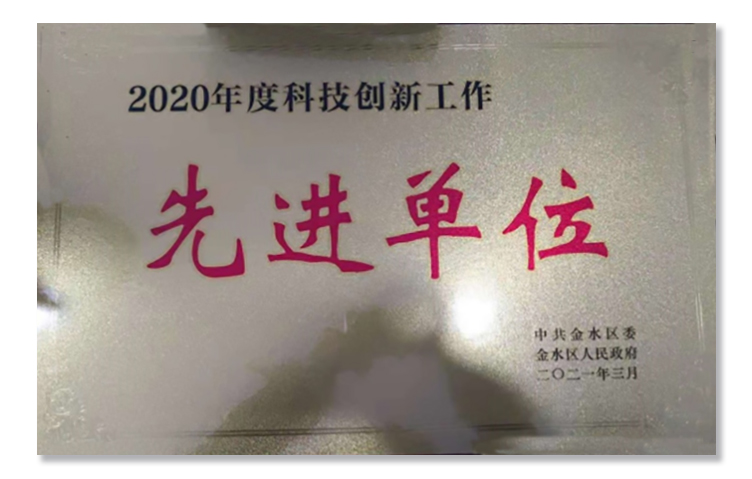 2020年度科技创新工作
先进单位
中共金水区委
金水区人民政府
二〇二一年三月